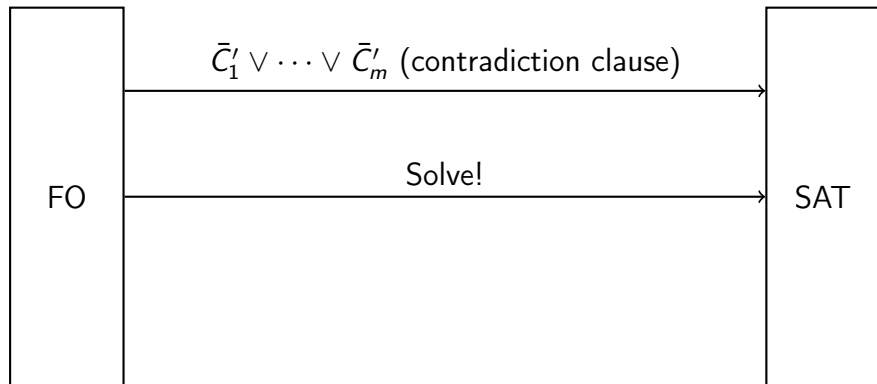 C̄′₁ ∨ ⋯ ∨ C̄′ₘ (contradiction clause)
Solve!
FO
SAT